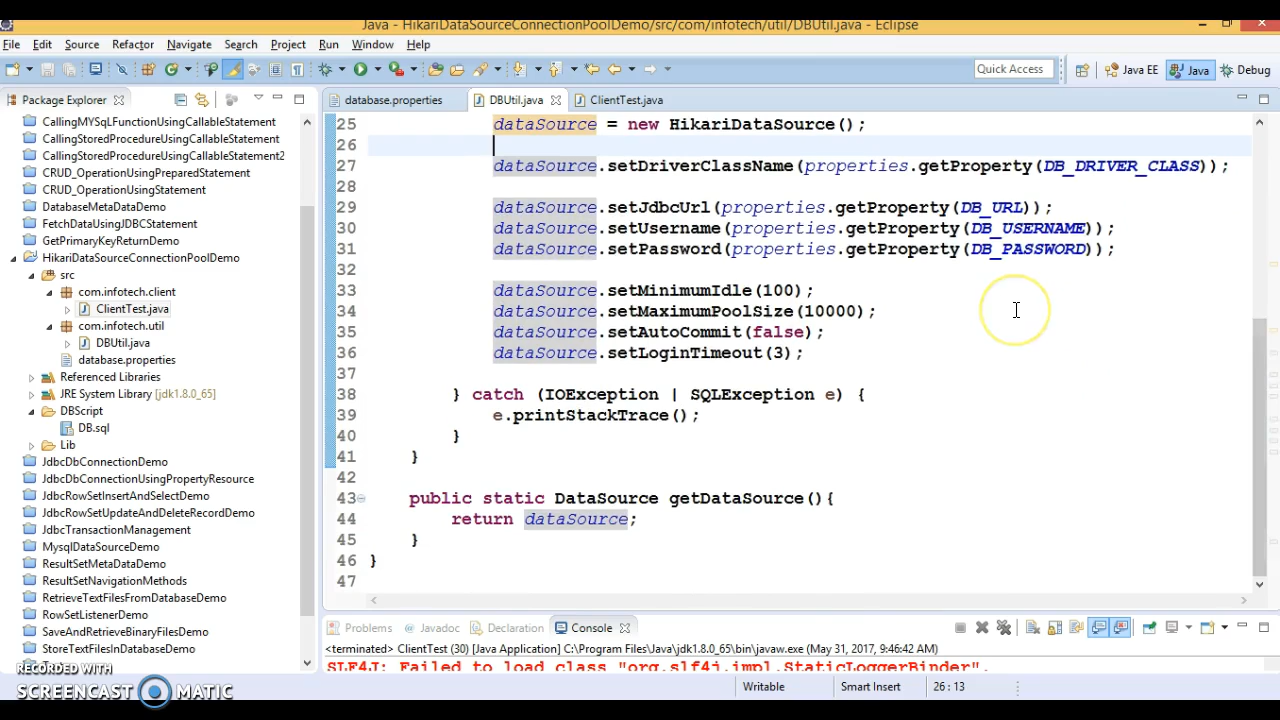 Java - HikariDataSourceConnectionPoolDemo/src/com/infotech/util/DBUtil.java - Eclipse
File Edit Source Refactor Navigate Search Project Run Window Help
Quick Access Java EE Java Debug
Package Explorer
CallingMYSqlFunctionUsingCallableStatement
CallingStoredProcedureUsingCallableStatement
CallingStoredProcedureUsingCallableStatement2
CRUD_OperationUsingPreparedStatement
CRUD_OperationUsingStatement
DatabaseMetaDataDemo
FetchDataUsingJDBCStatement
GetPrimaryKeyReturnDemo
HikariDataSourceConnectionPoolDemo
src
com.infotech.client
ClientTest.java
com.infotech.util
DBUtil.java
database.properties
Referenced Libraries
JRE System Library [jdk1.8.0_65]
DBScript
DB.sql
Lib
JdbcDbConnectionDemo
JdbcDbConnectionUsingPropertyResource
JdbcRowSetInsertAndSelectDemo
JdbcRowSetUpdateAndDeleteRecordDemo
JdbcTransactionManagement
MysqlDataSourceDemo
ResultSetMetaDataDemo
ResultSetNavigationMethods
RetrieveTextFilesFromDatabaseDemo
RowSetListenerDemo
SaveAndRetrieveBinaryFilesDemo
StoreTextFilesInDatabase
RECORDED WITH
SCREENCAST MATIC
database.properties DBUtil.java ClientTest.java
25 dataSource = new HikariDataSource();
26
27 dataSource.setDriverClassName(properties.getProperty(DB_DRIVER_CLASS));
28
29 dataSource.setJdbcUrl(properties.getProperty(DB_URL));
30 dataSource.setUsername(properties.getProperty(DB_USERNAME));
31 dataSource.setPassword(properties.getProperty(DB_PASSWORD));
32
33 dataSource.setMinimumIdle(100);
34 dataSource.setMaximumPoolSize(10000);
35 dataSource.setAutoCommit(false);
36 dataSource.setLoginTimeout(3);
37
38 } catch (IOException | SQLException e) {
39 e.printStackTrace();
40 }
41 }
42
43 public static DataSource getDataSource(){
44 return dataSource;
45 }
46 }
47
Problems Javadoc Declaration Console
<terminated> ClientTest (30) [Java Application] C:\Program Files\Java\jdk1.8.0_65\bin\javaw.exe (May 31, 2017, 9:46:42 AM)
SLF4J: Failed to load class "org.slf4j.impl.StaticLoggerBinder".
Writable Smart Insert 26 : 13